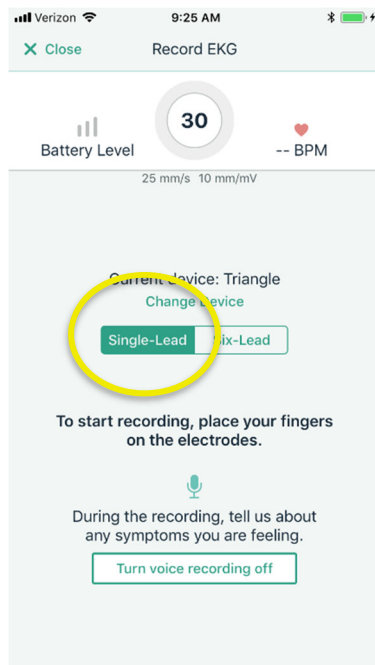 Verizon 9:25 AM
Close Record EKG
30
Battery Level -- BPM
25 mm/s 10 mm/mV
Current device: Triangle
Change Device
Single-Lead Six-Lead
To start recording, place your fingers
on the electrodes.
During the recording, tell us about
any symptoms you are feeling.
Turn voice recording off